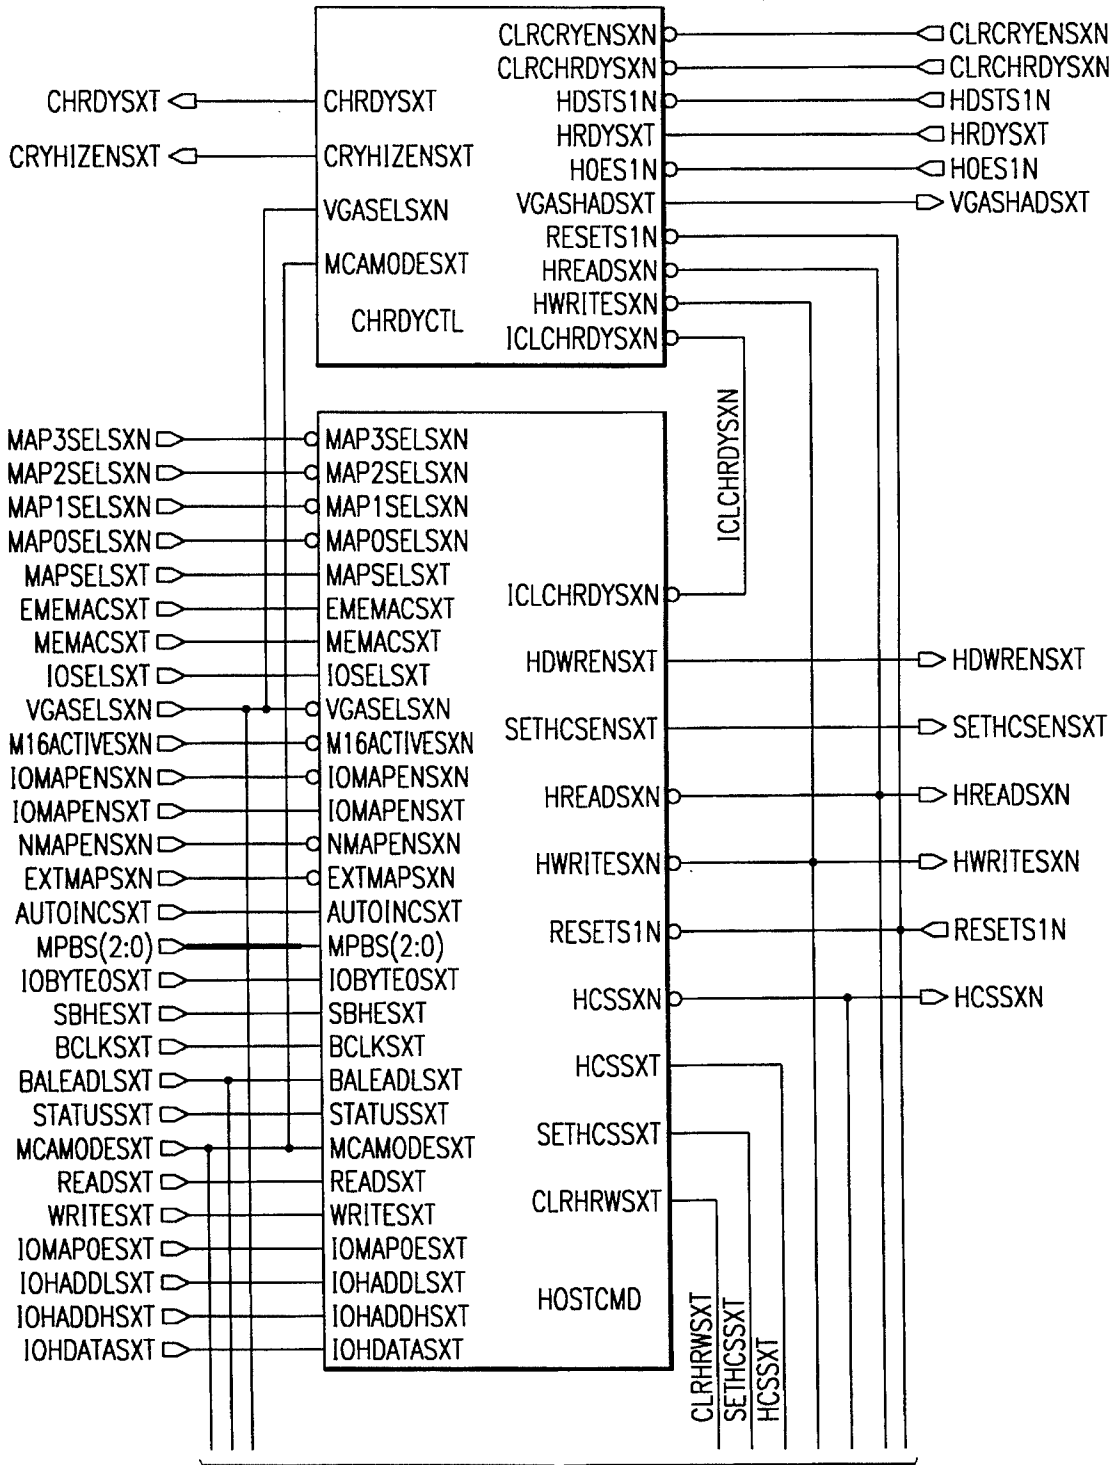 CLRCRYENSXN CLRCRYENSXN
CLRCHRDYSXN CLRCHRDYSXN
CHRDYSXT CHRDYSXT HDSTS1N HDSTS1N
HRDYSXT HRDYSXT
CRYHIZENSXT CRYHIZENSXT HOES1N HOES1N
VGASELSXN VGASHADSXT VGASHADSXT
RESETS1N
MCAMODESXT HREADSXN
HWRITESXN
CHRDYCTL ICLCHRDYSXN
ICLCHRDYSXN
MAP3SELSXN MAP3SELSXN
MAP2SELSXN MAP2SELSXN
MAP1SELSXN MAP1SELSXN
MAP0SELSXN MAP0SELSXN
MAPSELSXT MAPSELSXT
ICLCHRDYSXN
EMEMACSXT EMEMACSXT
MEMACSXT MEMACSXT
HDWRENSXT HDWRENSXT
IOSELSXT IOSELSXT
VGASELSXN VGASELSXN
SETHCSENSXT SETHCSENSXT
M16ACTIVESXN M16ACTIVESXN
IOMAPENSXN IOMAPENSXN
HREADSXN HREADSXN
IOMAPENSXT IOMAPENSXT
NMAPENSXN NMAPENSXN
HWRITESXN HWRITESXN
EXTMAPSXN EXTMAPSXN
AUTOINCSXT AUTOINCSXT
RESETS1N RESETS1N
MPBS(2:0) MPBS(2:0)
IOBYTE0SXT IOBYTE0SXT
HCSSXN HCSSXN
SBHESXT SBHESXT
BCLKSXT BCLKSXT
HCSSXT
BALEADLSXT BALEADLSXT
STATUSSXT STATUSSXT
SETHCSSXT
MCAMODESXT MCAMODESXT
READSXT READSXT
CLRHRWSXT
WRITESXT WRITESXT
IOMAPOESXT IOMAPOESXT
IOHADDLSXT IOHADDLSXT
HOSTCMD
IOHADDHSXT IOHADDHSXT
IOHDATASXT IOHDATASXT
CLRHRWSXT
SETHCSSXT
HCSSXT